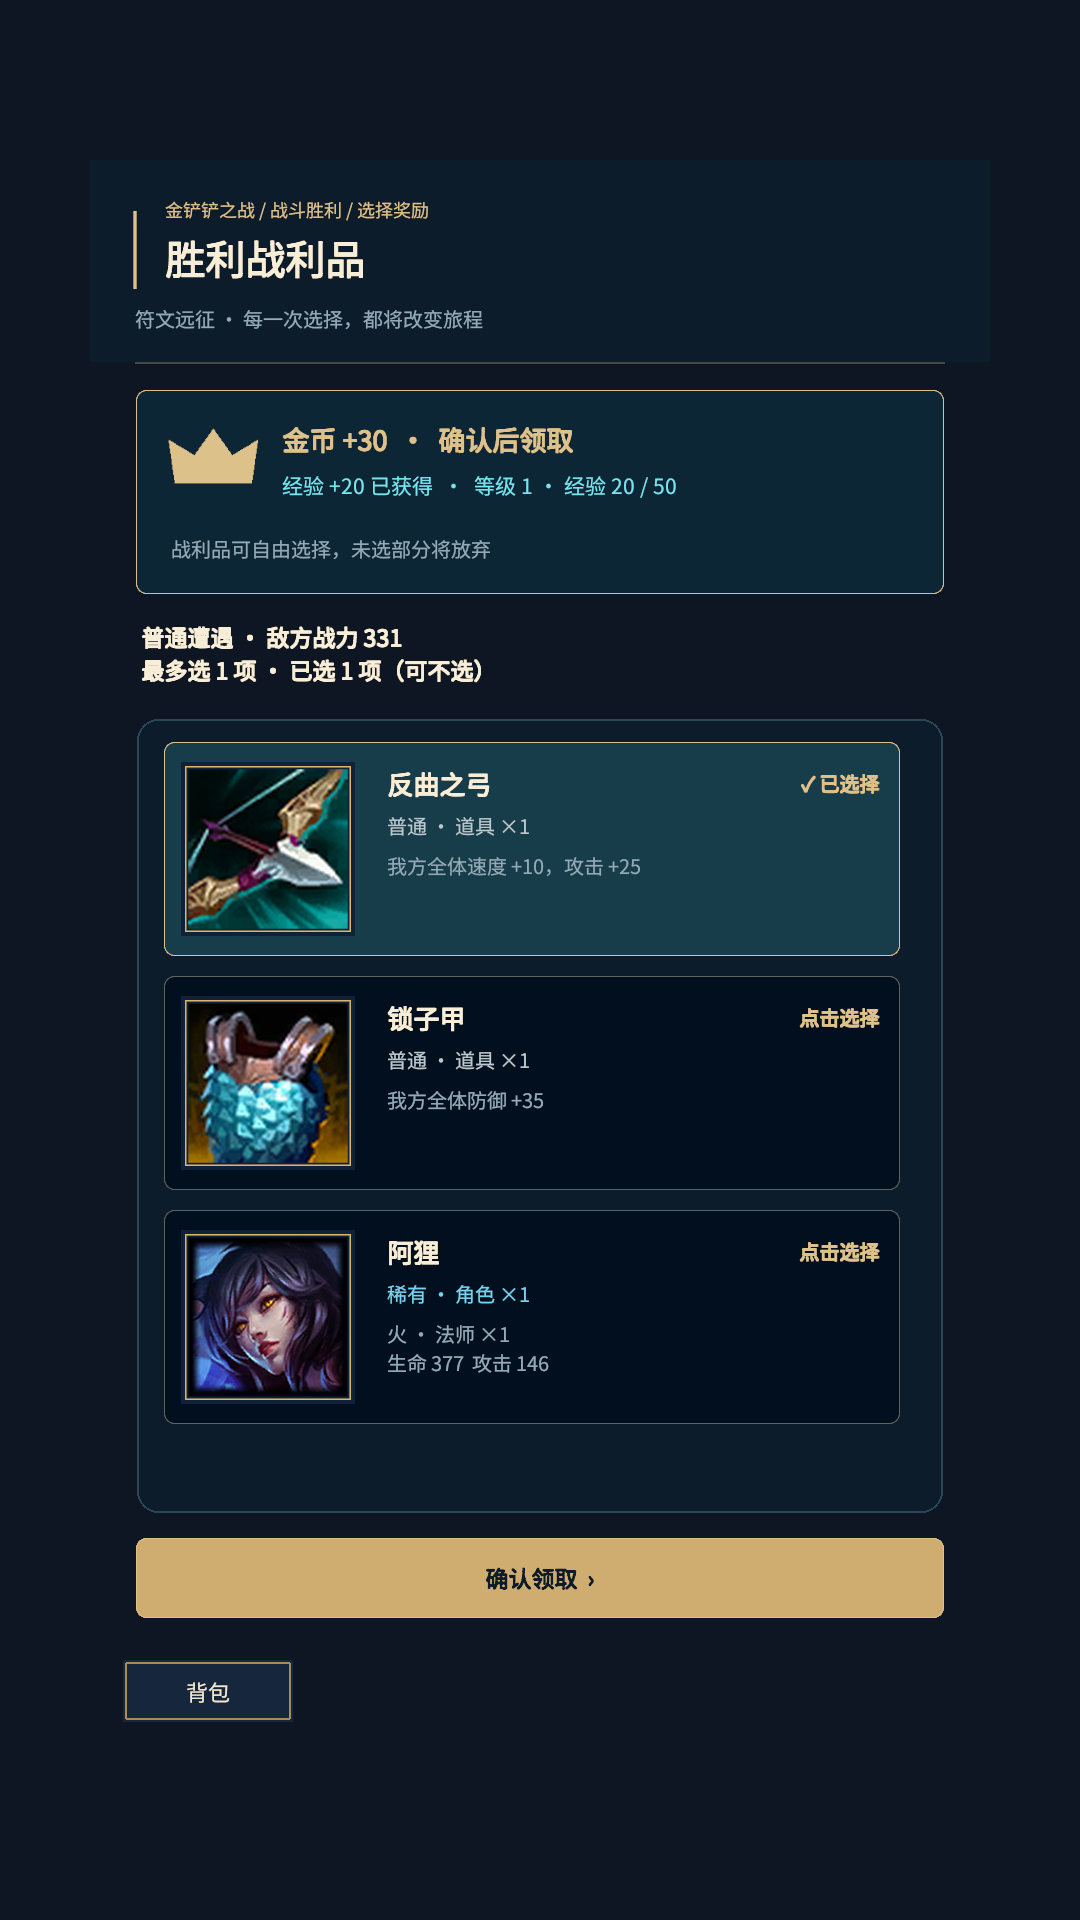 金铲铲之战 / 战斗胜利 / 选择奖励
胜利战利品
符文远征 · 每一次选择，都将改变旅程
金币 +30 · 确认后领取
经验 +20 已获得 · 等级 1 · 经验 20 / 50
战利品可自由选择，未选部分将放弃
普通遭遇 · 敌方战力 331
最多选 1 项 · 已选 1 项（可不选）
反曲之弓
✓已选择
普通 · 道具 ×1
我方全体速度 +10，攻击 +25
锁子甲
点击选择
普通 · 道具 ×1
我方全体防御 +35
阿狸
点击选择
稀有 · 角色 ×1
火 · 法师 ×1
生命 377 攻击 146
确认领取 ›
背包